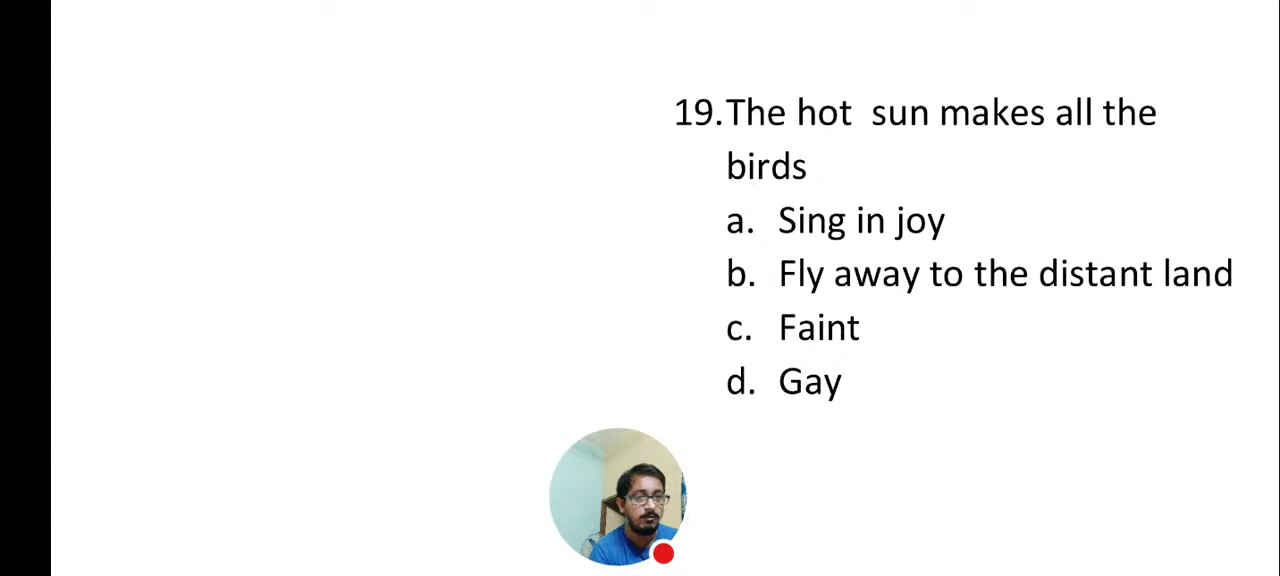 19.The hot  sun makes all the
birds
a. Sing in joy
b. Fly away to the distant land
c. Faint
d. Gay